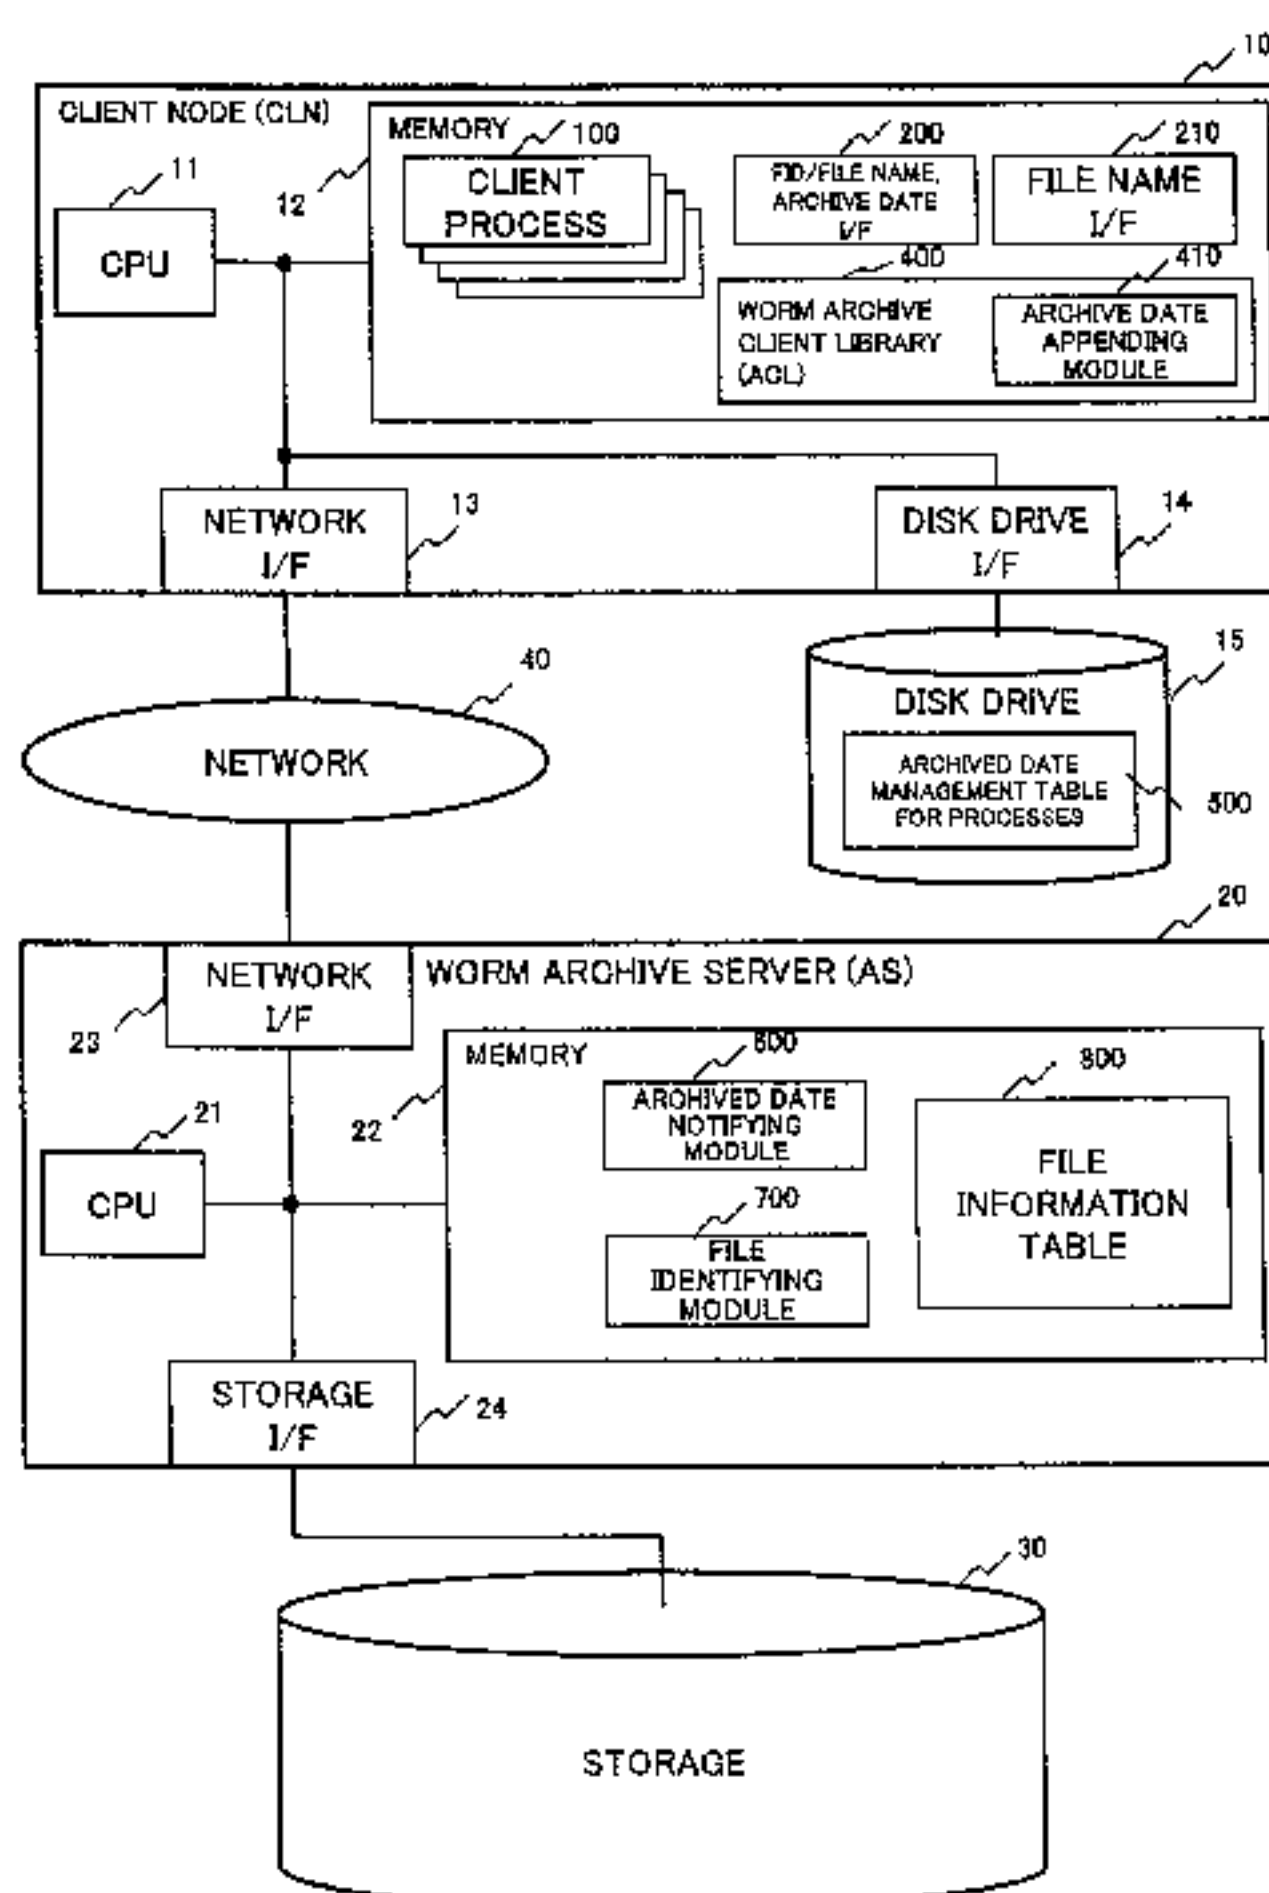 10
CLIENT NODE (CLN)
MEMORY
100
200
210
11
12
CLIENT
PROCESS
FID/FILE NAME,
ARCHIVE DATE
I/F
FILE NAME
I/F
CPU
400
410
WORM ARCHIVE
CLIENT LIBRARY
(ACL)
ARCHIVE DATE
APPENDING
MODULE
NETWORK
I/F
13
DISK DRIVE
I/F
14
15
40
DISK DRIVE
NETWORK
ARCHIVED DATE
MANAGEMENT TABLE
FOR PROCESSES
500
20
NETWORK
I/F
WORM ARCHIVE SERVER (AS)
23
MEMORY
600
800
21
22
ARCHIVED DATE
NOTIFYING
MODULE
FILE
INFORMATION
TABLE
CPU
700
FILE
IDENTIFYING
MODULE
STORAGE
I/F
24
30
STORAGE